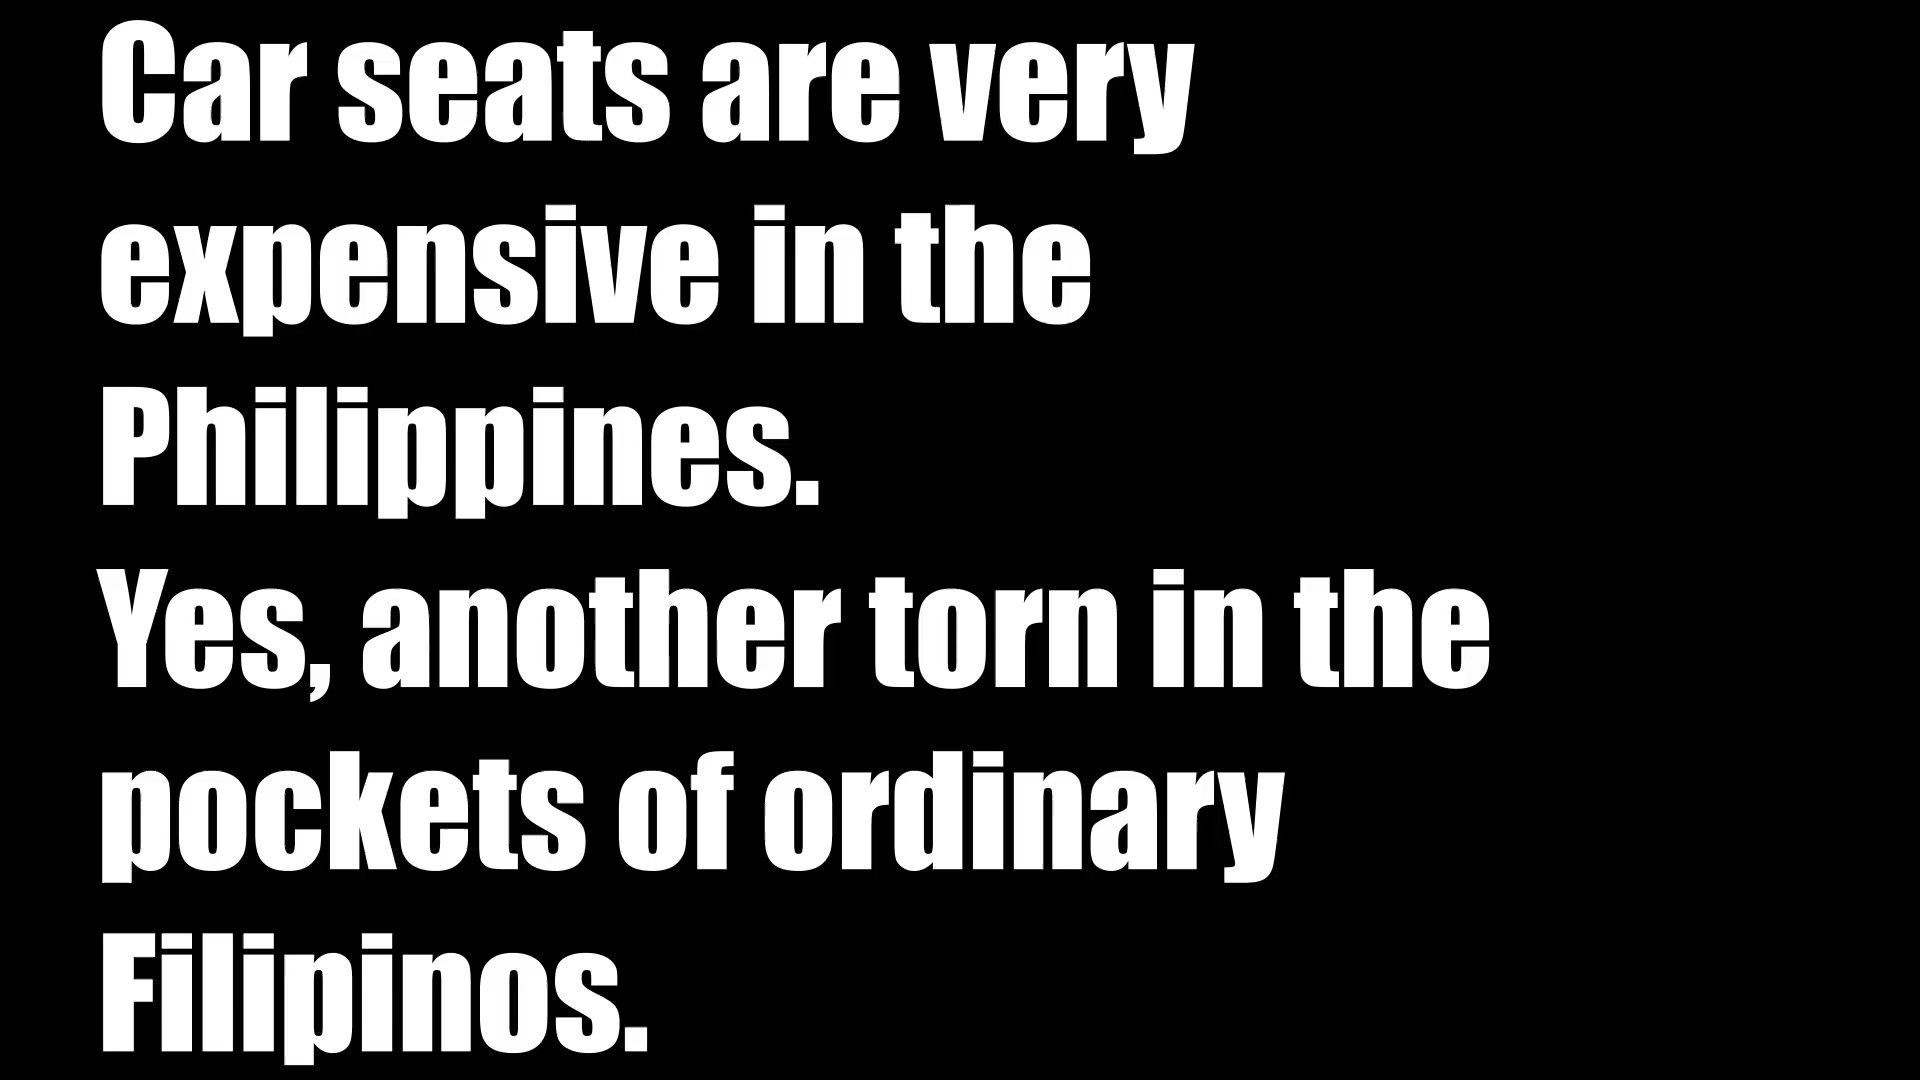 Car seats are very
expensive in the
Philippines.
Yes, another torn in the
pockets of ordinary
Filipinos.